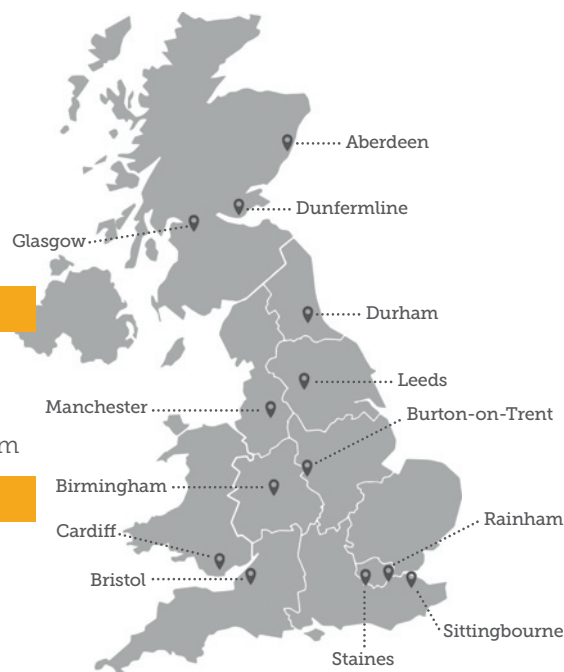 Aberdeen
Dunfermline
Glasgow
Durham
Leeds
Manchester
Burton-on-Trent
m
Birmingham
Rainham
Cardiff
Bristol
Sittingbourne
Staines